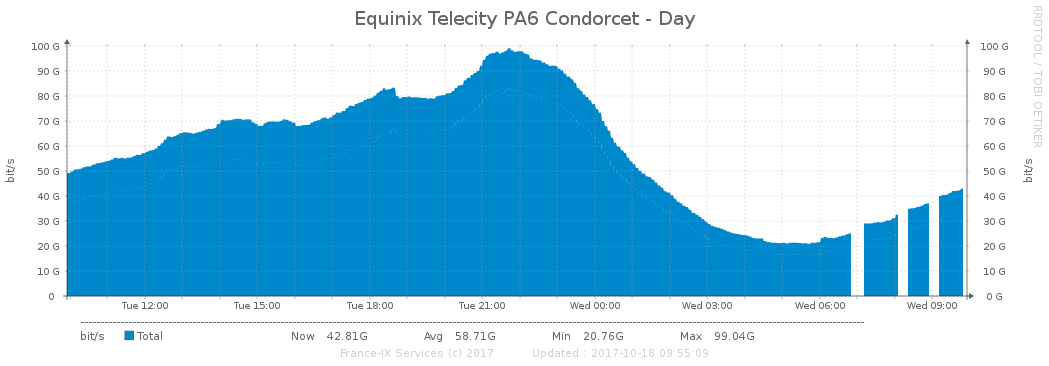 Equinix Telecity PA6 Condorcet - Day
RRDTOOL / TOBI OETIKER
bit/s
100 G
90 G
80 G
70 G
60 G
50 G
40 G
30 G
20 G
10 G
0
100 G
90 G
80 G
70 G
60 G
50 G
40 G
30 G
20 G
10 G
0 G
bit/s
Tue 12:00 Tue 15:00 Tue 18:00 Tue 21:00 Wed 00:00 Wed 03:00 Wed 06:00 Wed 09:00
bit/s Total Now 42.81G Avg 58.71G Min 20.76G Max 99.04G
France-IX Services (c) 2017 Updated : 2017-10-18 09:55:09